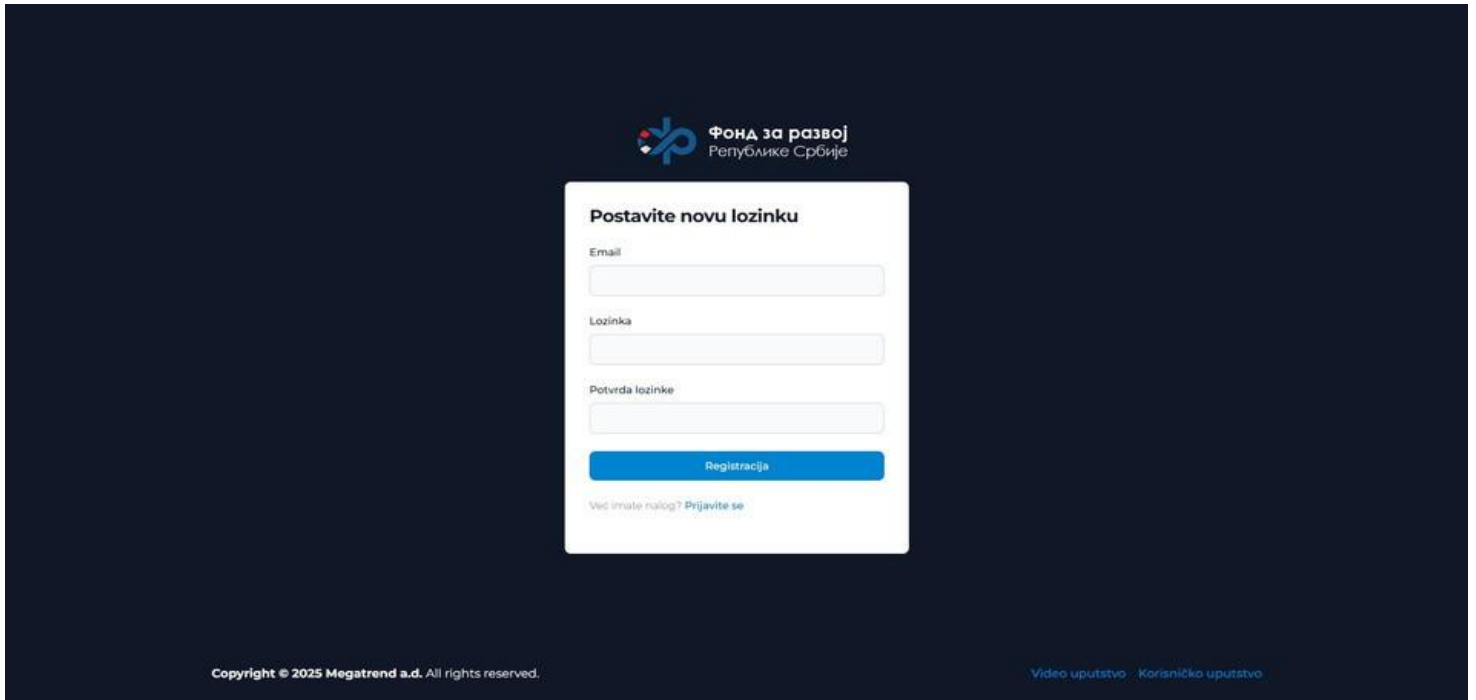 Фонд за развој
Републике Србије
Postavite novu lozinku
Email
Lozinka
Potvrda lozinke
Registracija
Već imate nalog? Prijavite se
Copyright © 2025 Megatrend a.d. All rights reserved.
Video uputstvo Korisničko uputstvo